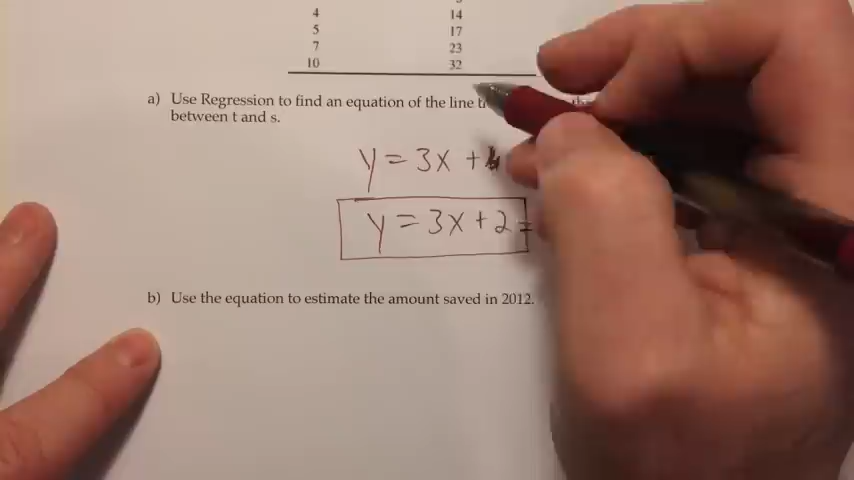 4 14
5 17
7 23
10 32
a) Use Regression to find an equation of the line
between t and s.
y = 3x +
y = 3x + 2 =
b) Use the equation to estimate the amount saved in 2012.